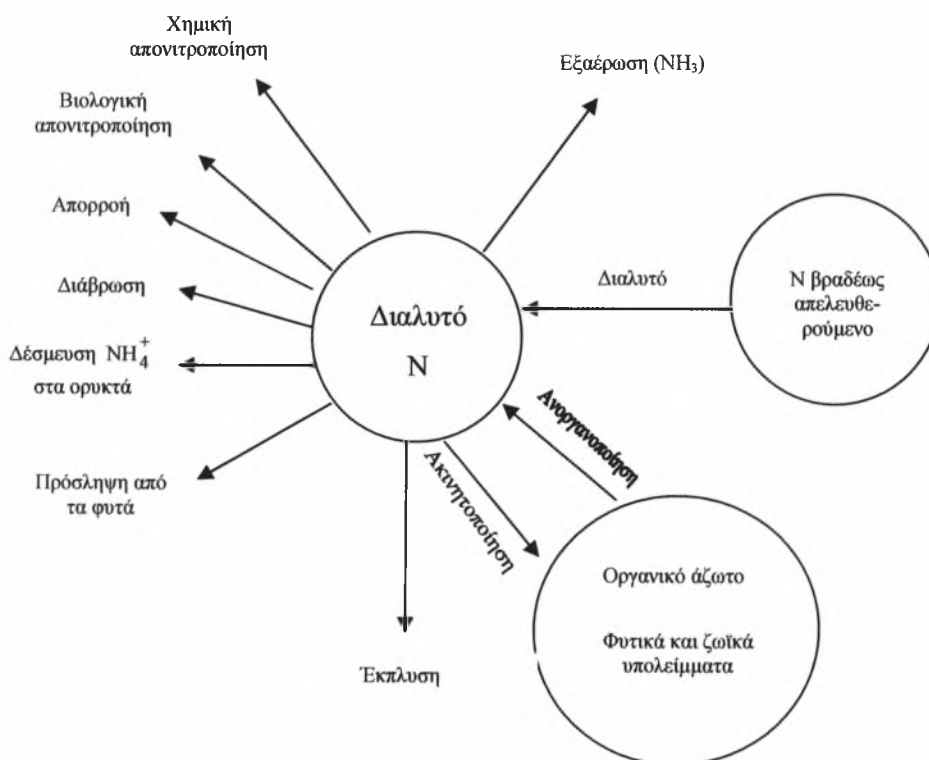 Χημική
απονιτροποίηση
Εξαέρωση (NH₃)
Βιολογική
απονιτροποίηση
Απορροή
Διάβρωση
Δέσμευση NH₄⁺
στα ορυκτά
Πρόσληψη από
τα φυτά
Διαλυτό
N
Διαλυτό
N βραδέως
απελευθε-
ρούμενο
Ανοργανοποίηση
Ακινητοποίηση
Οργανικό άζωτο
Φυτικά και ζωϊκά
υπολείμματα
Έκπλυση